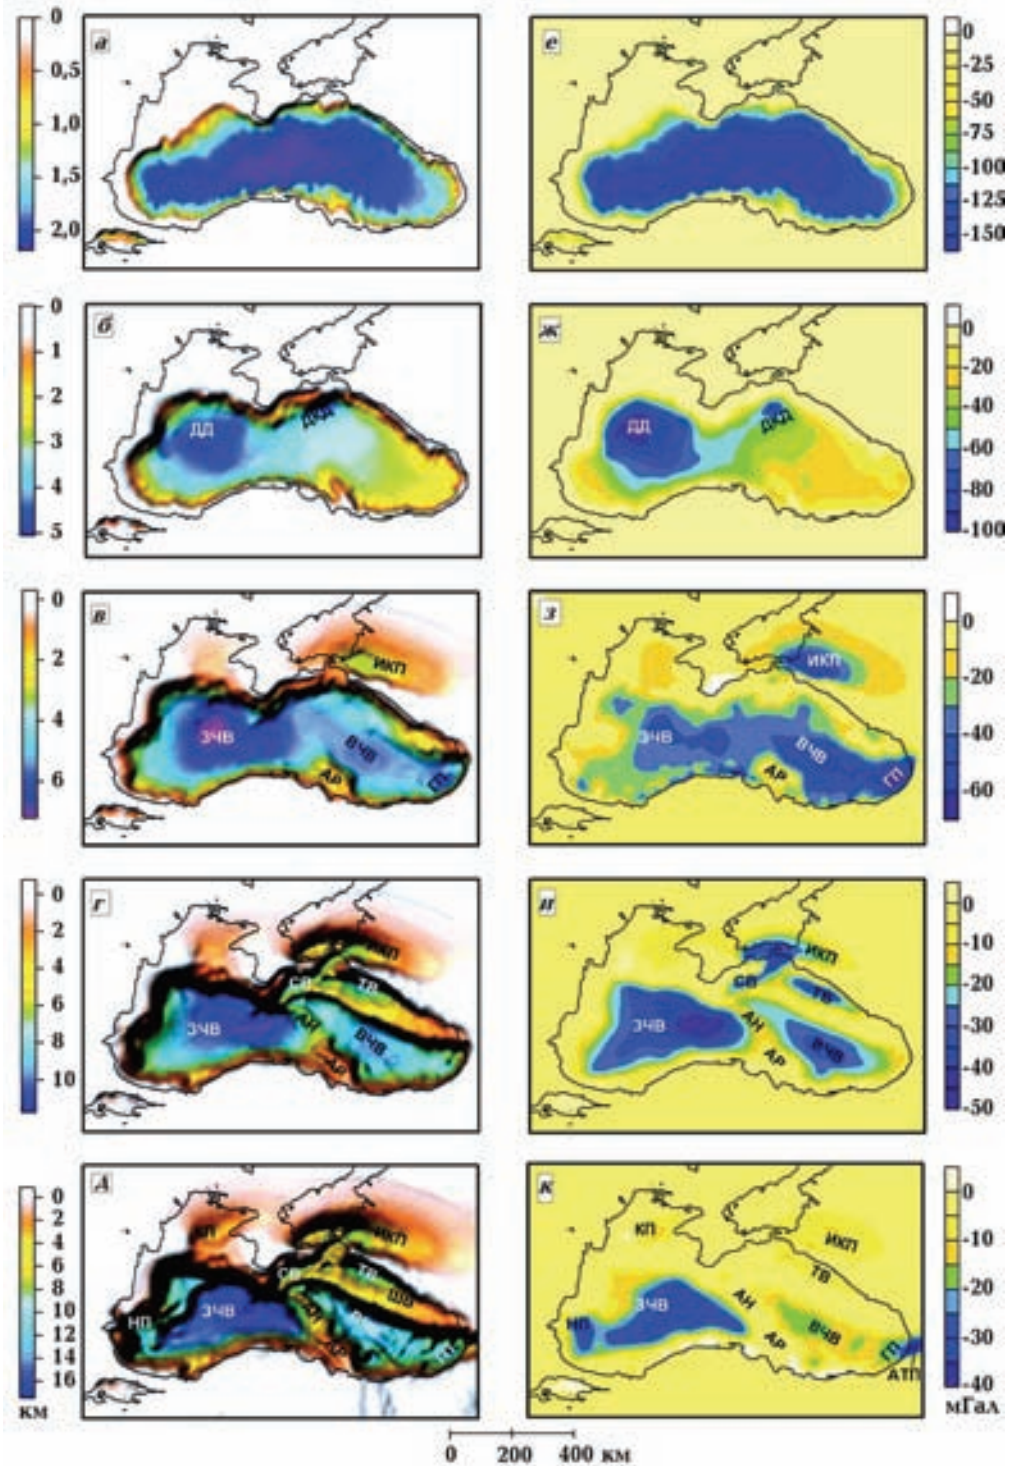 0
0,5
1,0
1,5
2,0
а
е
0
-25
-50
-75
-100
-125
-150
0
1
2
3
4
5
б
ДД
ДКД
ж
ДД
ДКД
0
-20
-40
-60
-80
-100
0
2
4
6
в
ИКП
ЗЧВ
ВЧВ
АР
ГП
з
ИКП
ЗЧВ
ВЧВ
АР
ГП
0
-20
-40
-60
0
2
4
6
8
10
г
ИКП
СВ
ТВ
ЗЧВ
АН
ВЧВ
АР
и
ИКП
СВ
ТВ
ЗЧВ
АН
ВЧВ
АР
0
-10
-20
-30
-40
-50
0
2
4
6
8
10
12
14
16
км
д
КП
ИКП
СВ
ТВ
ШВ
НП
ЗЧВ
АР
ГП
к
КП
ИКП
ТВ
НП
ЗЧВ
АН
ВЧВ
АР
ГП
АТП
0
-10
-20
-30
-40
мГал
0 200 400 км